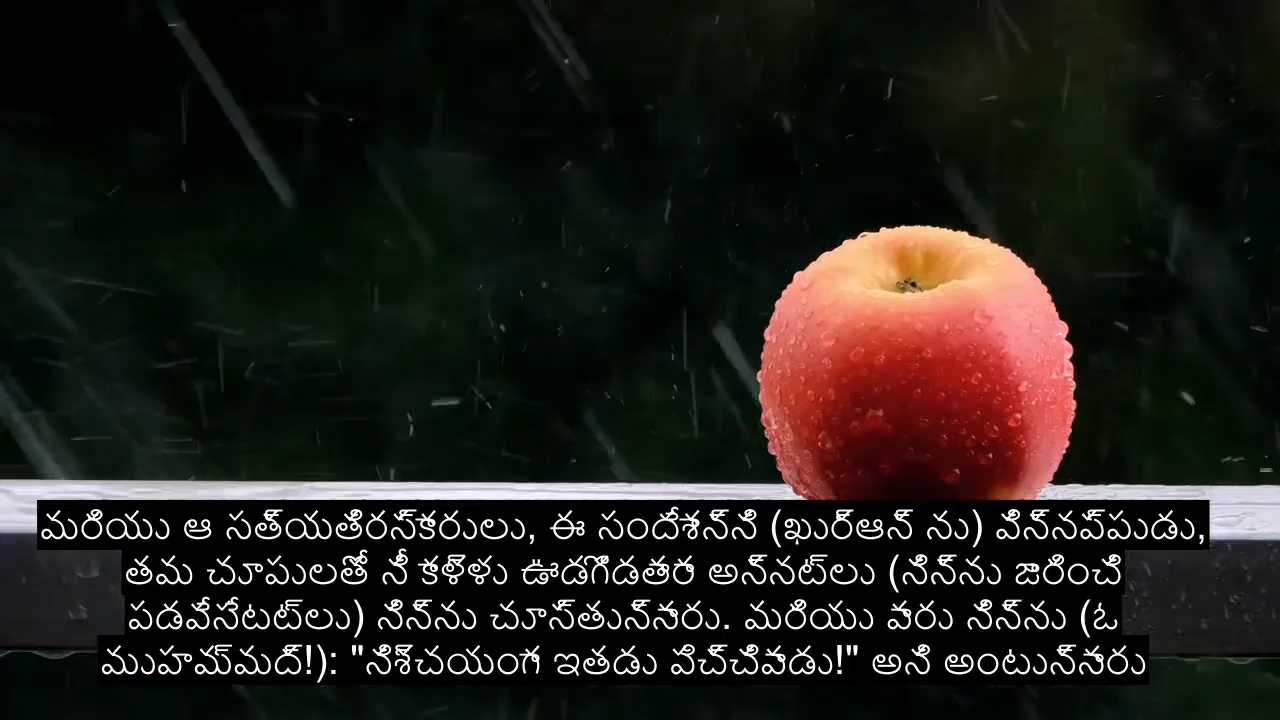 మరియు ఆ సత్యతిరస్కారులు, ఈ సందేశాన్ని (ఖుర్ఆన్ ను) విన్నప్పుడు,
తమ చూపులతో నీ కాళ్ళు ఊడగొడతారా అన్నట్లు (నిన్ను జారించి
పడవేసేటట్లు) నిన్ను చూస్తున్నారు. మరియు వారు నిన్ను (ఓ
ముహమ్మద్!): "నిశ్చయంగా ఇతడు పిచ్చివాడు!" అని అంటున్నారు